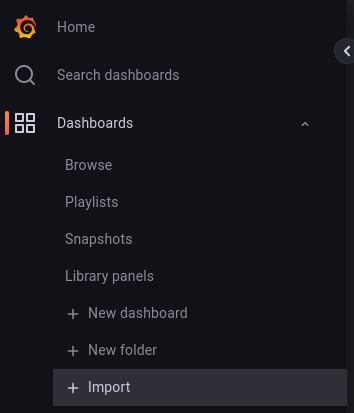 Home
Search dashboards
Dashboards
Browse
Playlists
Snapshots
Library panels
+ New dashboard
+ New folder
+ Import